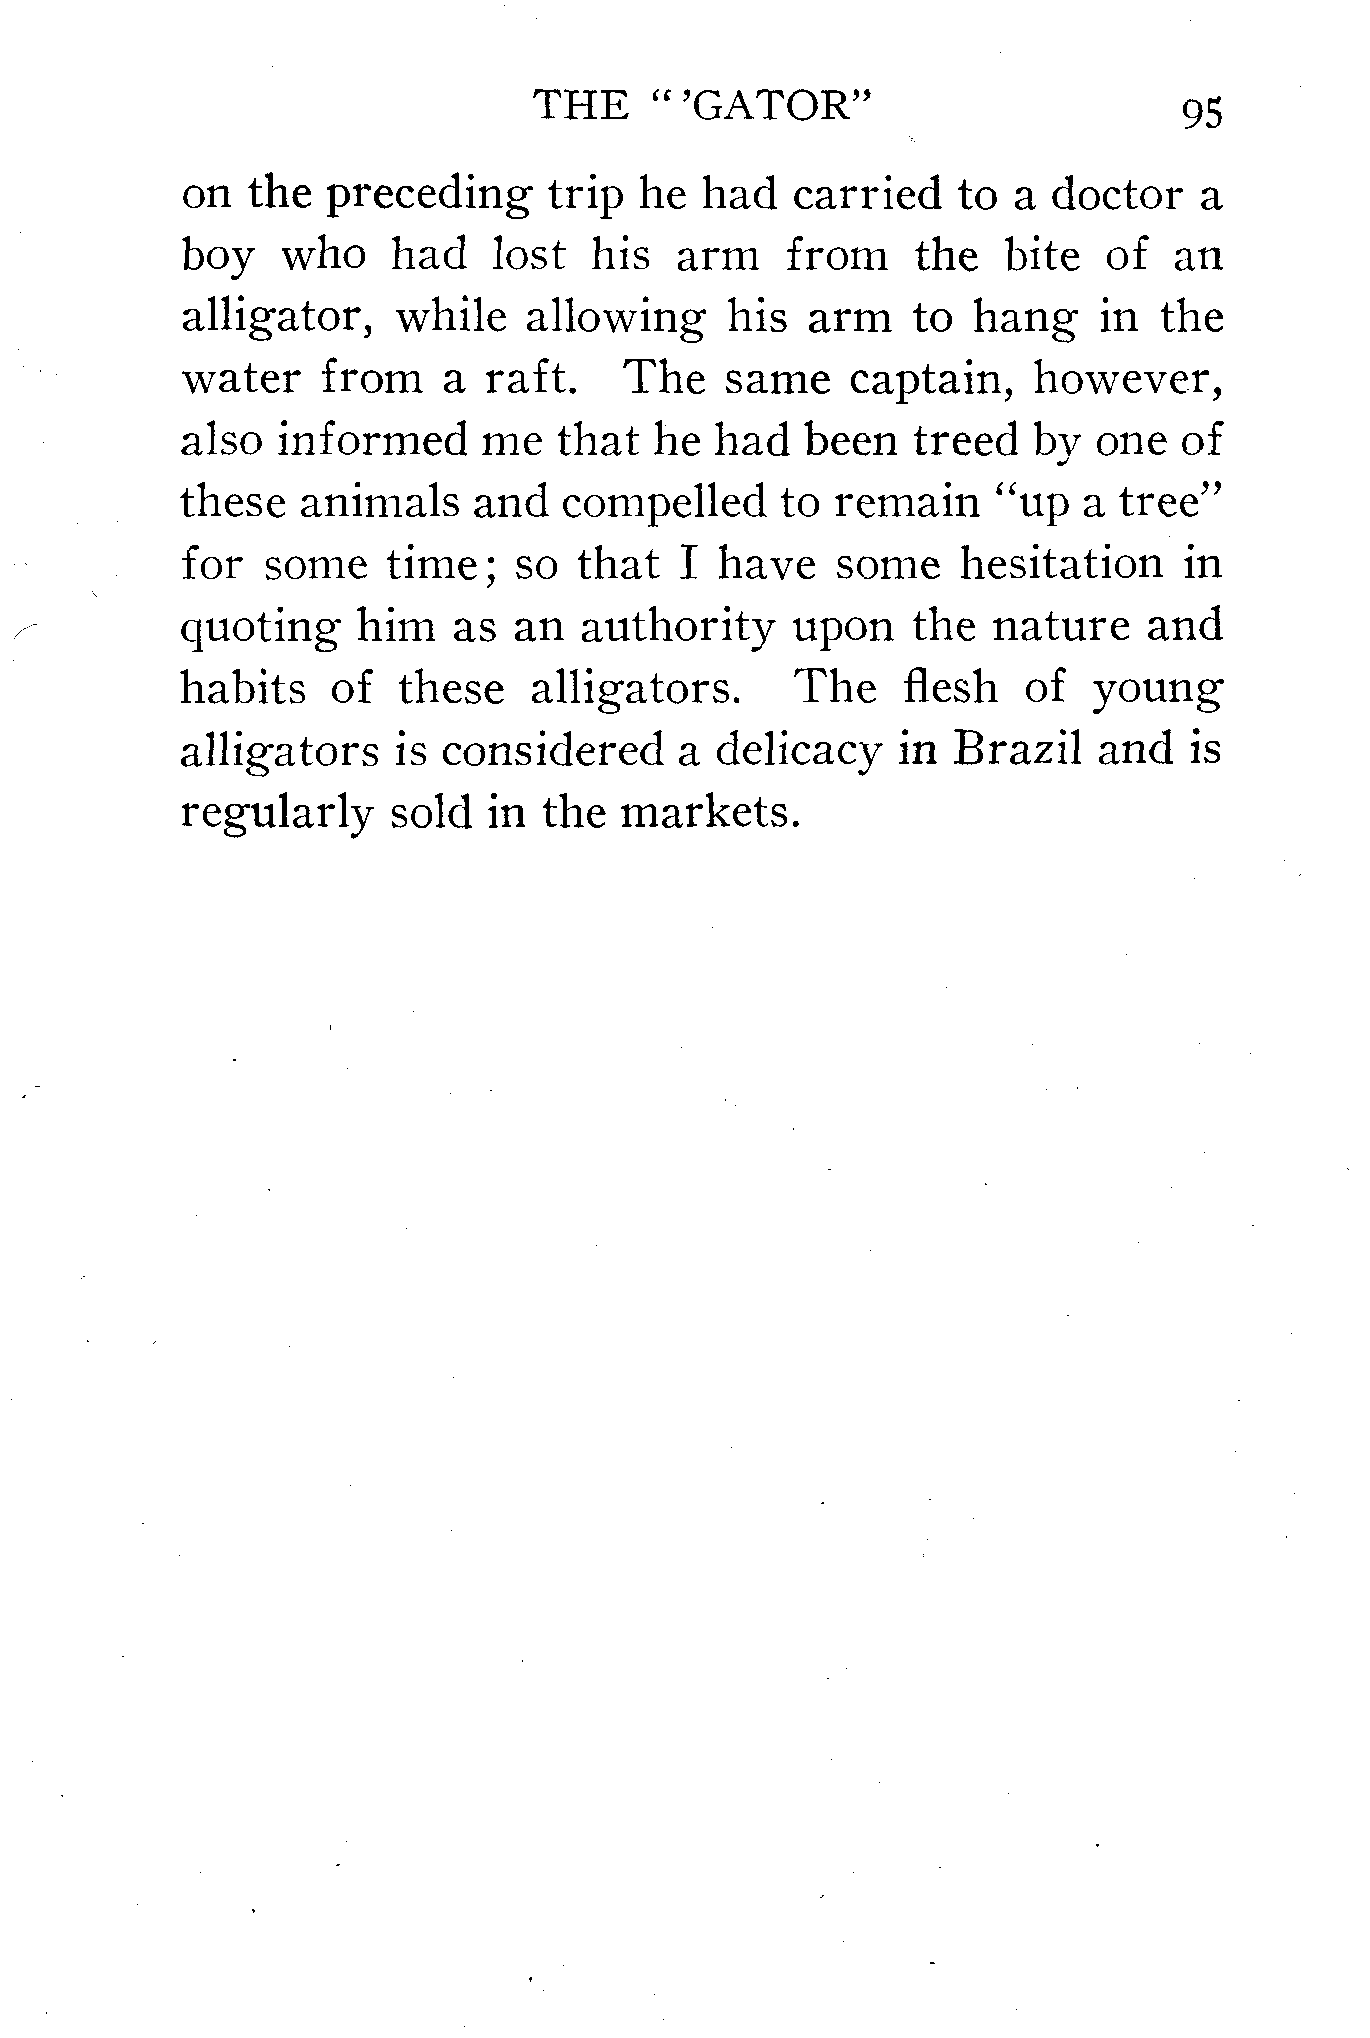 THE " 'GATOR" 95
on the preceding trip he had carried to a doctor a
boy who had lost his arm from the bite of an
alligator, while allowing his arm to hang in the
water from a raft. The same captain, however,
also informed me that he had been treed by one of
these animals and compelled to remain "up a tree"
for some time; so that I have some hesitation in
quoting him as an authority upon the nature and
habits of these alligators. The flesh of young
alligators is considered a delicacy in Brazil and is
regularly sold in the markets.